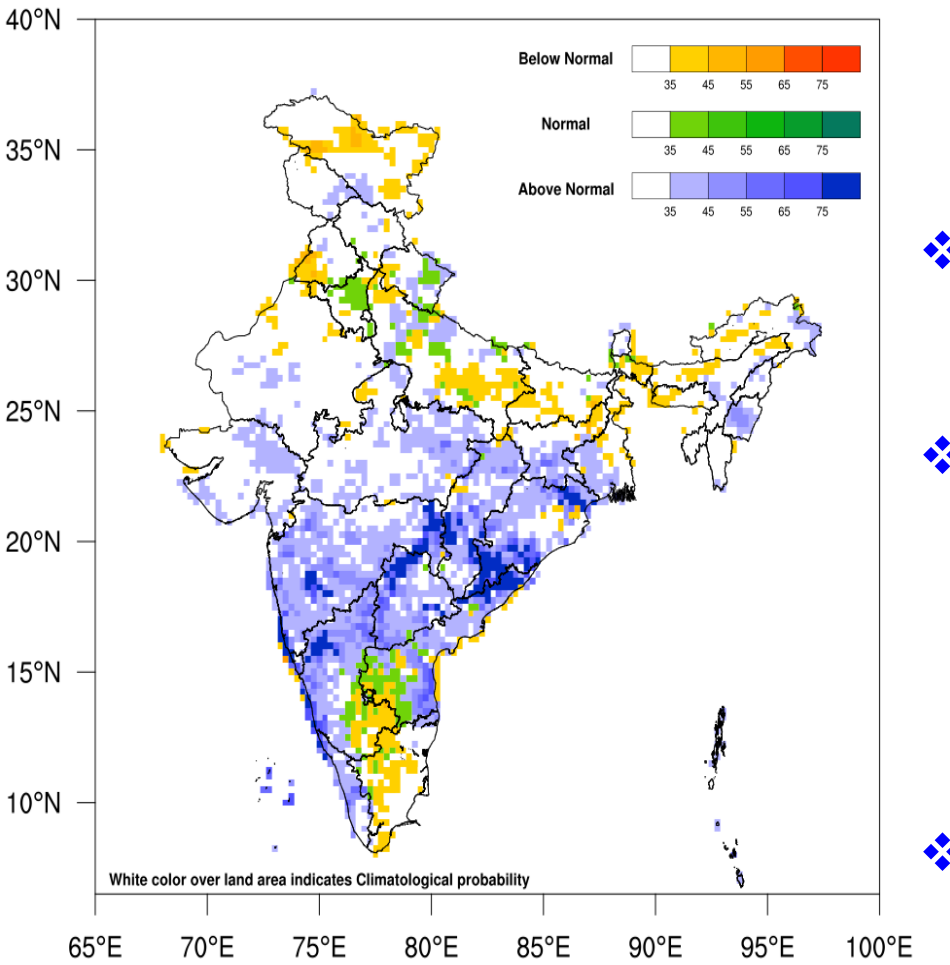 40°N
Below Normal
35 45 55 65 75
Normal
35 45 55 65 75
35°N
Above Normal
35 45 55 65 75
30°N
25°N
20°N
15°N
10°N
White color over land area indicates Climatological probability
65°E 70°E 75°E 80°E 85°E 90°E 95°E 100°E